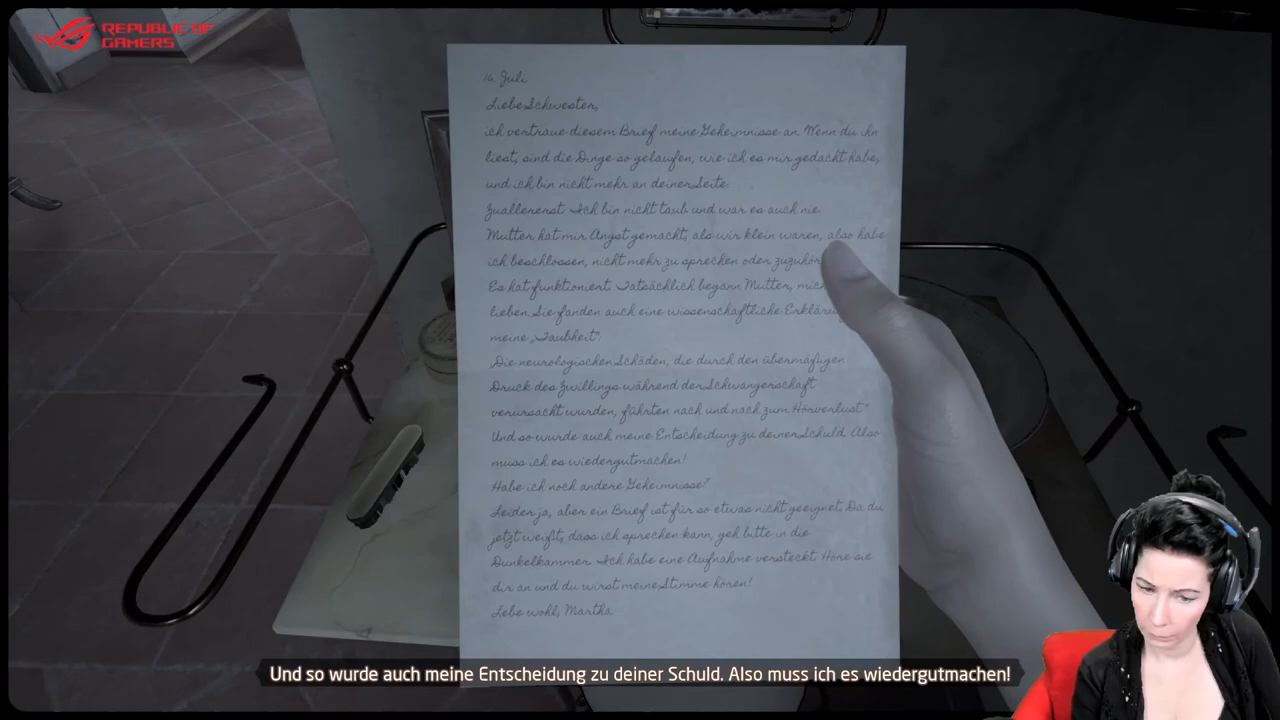 REPUBLIC OF
GAMERS
16. Juli
Liebe Schwester,
ich vertraue diesem Brief meine Geheimnisse an. Wenn du ihn
liest, sind die Dinge so gelaufen, wie ich es mir gedacht habe,
und ich bin nicht mehr an deiner Seite.
Zuallererst: Ich bin nicht taub und war es auch nie.
Mutter hat mir Angst gemacht, als wir klein waren, also habe
ich beschlossen, nicht mehr zu sprechen oder
Es hat funktioniert. Tatsächlich begann Mutter,
lieben. Sie fanden auch eine wissenschaftliche
meine „Taubheit":
Die neurologischen Schäden, die durch den übermäßigen
Druck des Zwillings während der Schwangerschaft
verursacht wurden, führten nach und nach zum Hörverlust"
Und so wurde auch meine Entscheidung zu deiner Schuld. Also
muss ich es wiedergutmachen!
Habe ich noch andere Geheimnisse?
Leider ja, aber ein Brief ist für so etwas nicht geeignet. Da du
jetzt weißt, dass ich sprechen kann, geh bitte in die
Dunkelkammer. Ich habe eine Aufnahme versteckt. Höre sie
dir an und du wirst meine Stimme hören!
Lebe wohl, Martha
Und so wurde auch meine Entscheidung zu deiner Schuld. Also muss ich es wiedergutmachen!